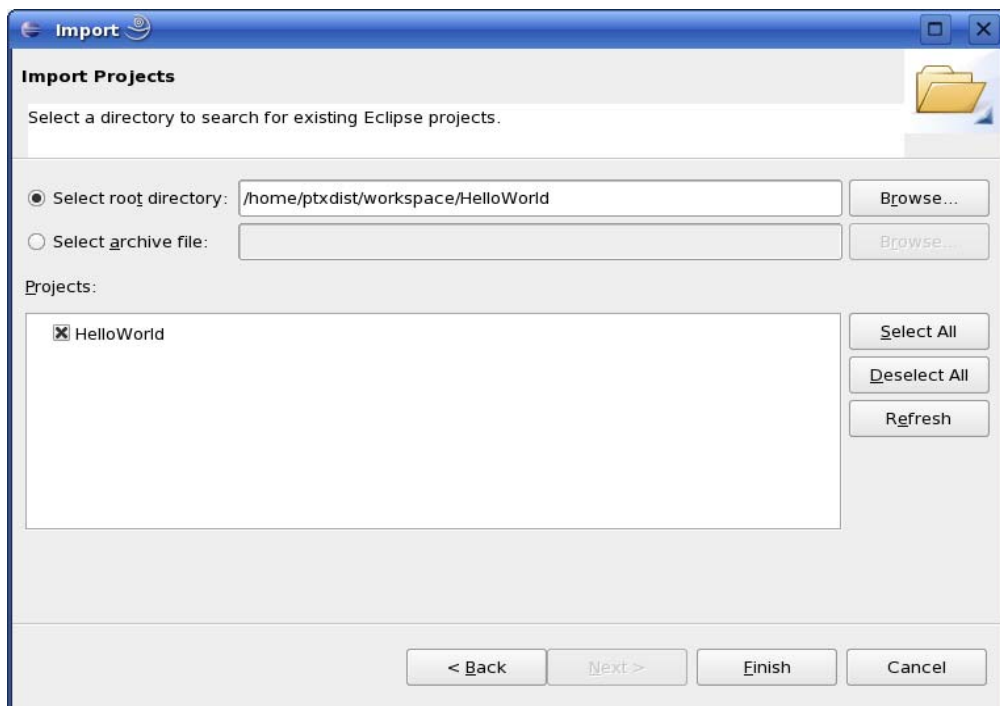 Import
Import Projects
Select a directory to search for existing Eclipse projects.
Select root directory: /home/ptxdist/workspace/HelloWorld Browse...
Select archive file: Browse...
Projects:
HelloWorld
Select All
Deselect All
Refresh
< Back Next > Finish Cancel